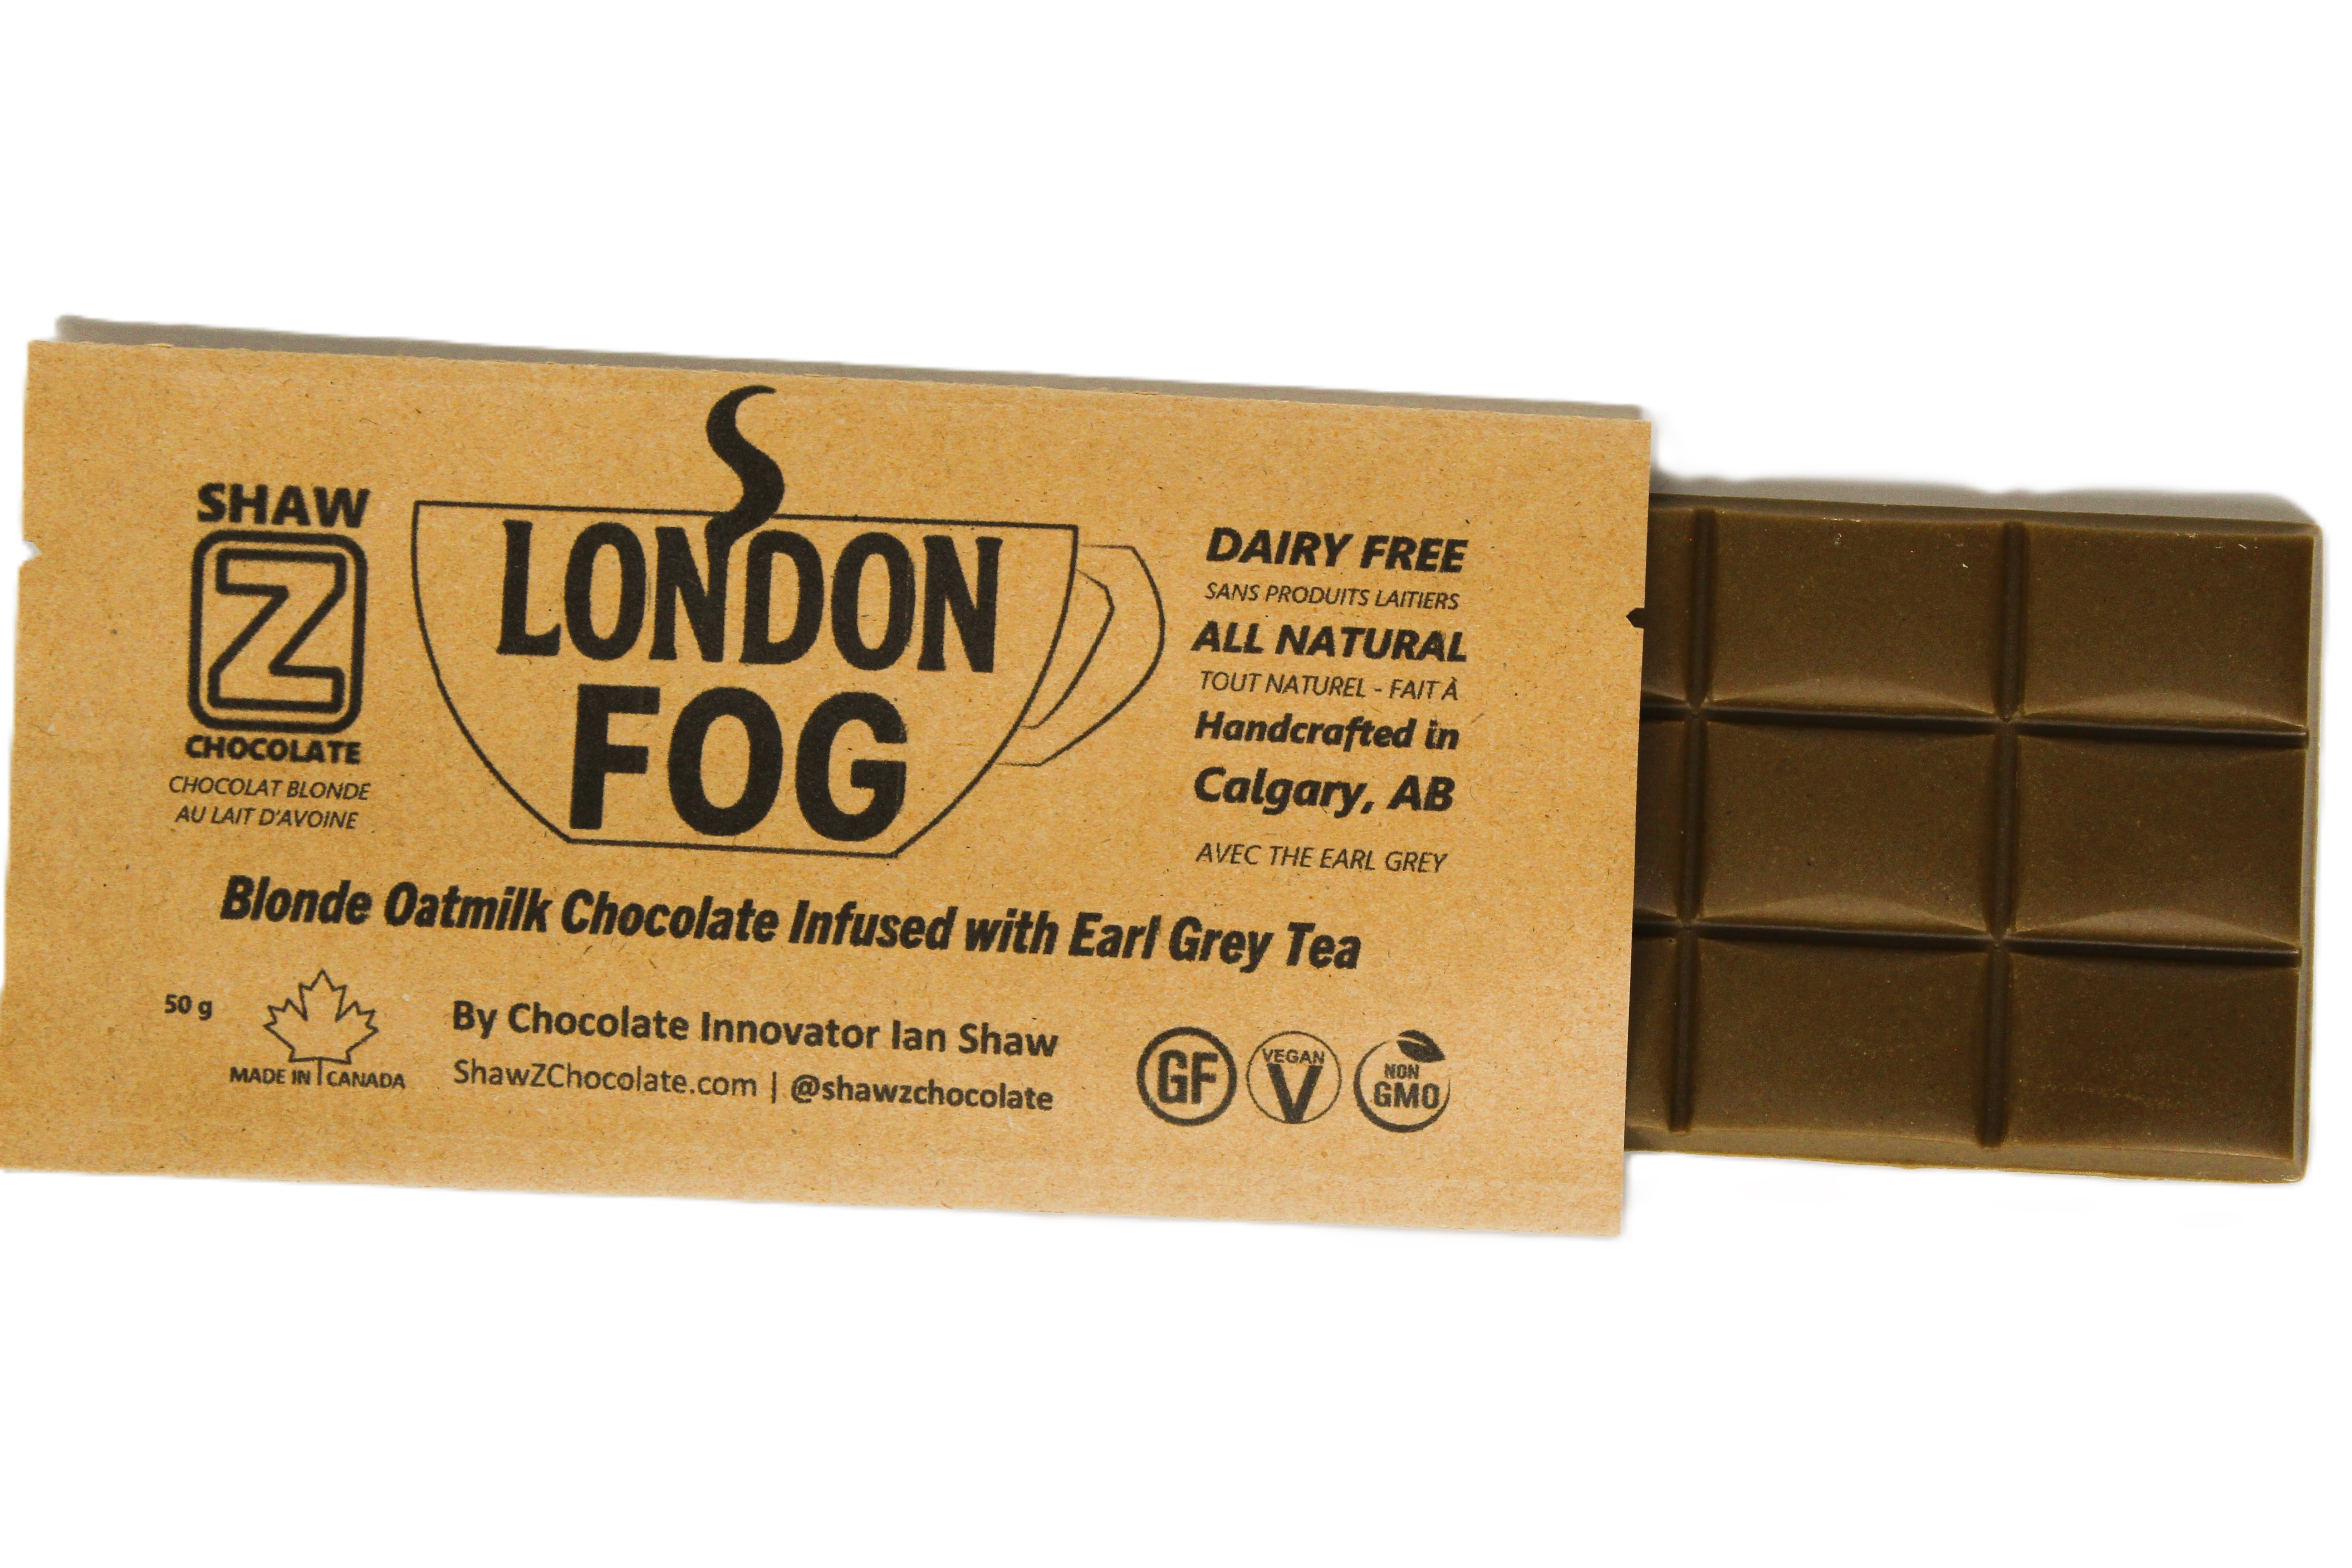 SHAW
Z
CHOCOLATE
CHOCOLAT BLONDE
AU LAIT D'AVOINE
LONDON
FOG
DAIRY FREE
SANS PRODUITS LAITIERS
ALL NATURAL
TOUT NATUREL - FAIT À
Handcrafted in
Calgary, AB
AVEC THE EARL GREY
Blonde Oatmilk Chocolate Infused with Earl Grey Tea
50 g
MADE IN CANADA
By Chocolate Innovator Ian Shaw
ShawZChocolate.com | @shawzchocolate
GF
VEGAN
V
NON
GMO